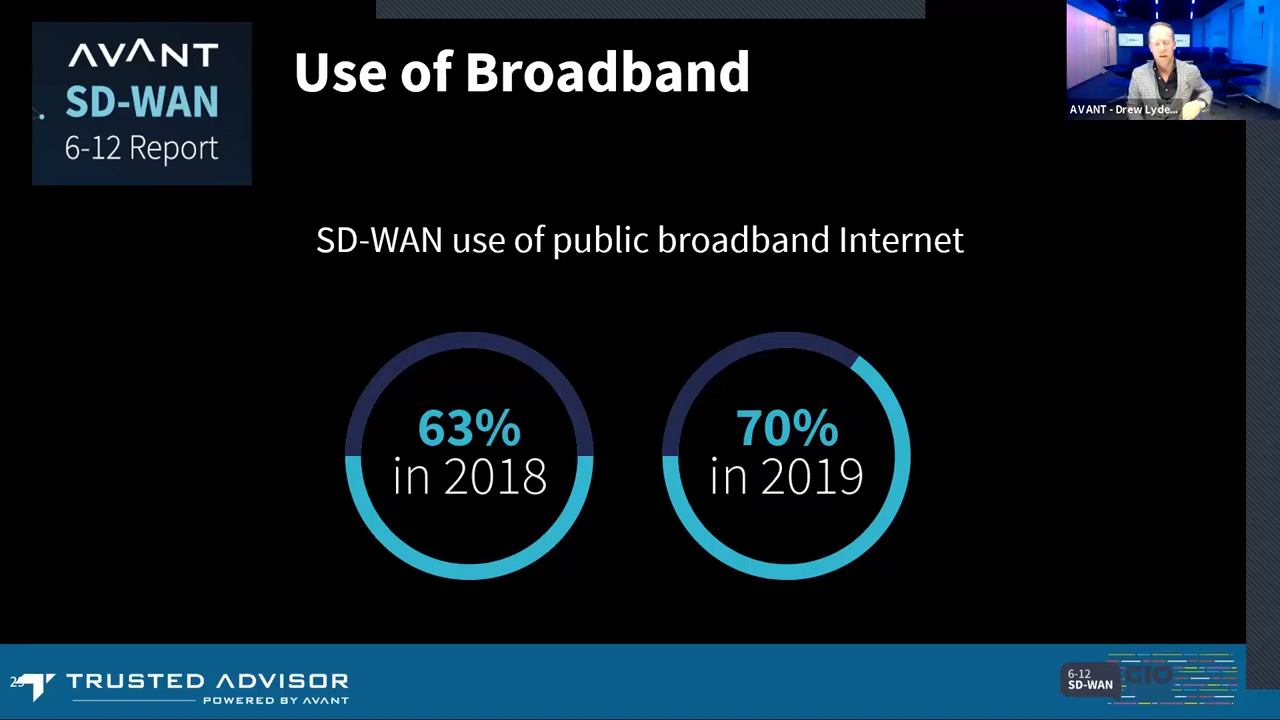 AVANT
SD-WAN
6-12 Report
Use of Broadband
AVANT - Drew Lyde...
SD-WAN use of public broadband Internet
63%
in 2018
70%
in 2019
TRUSTED ADVISOR
POWERED BY AVANT
6-12
SD-WAN
CIO